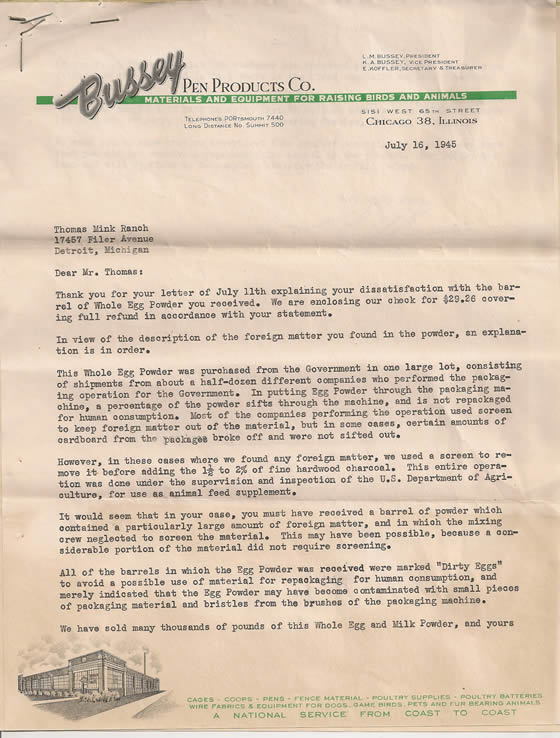 L.M. BUSSEY, PRESIDENT
K.A. BUSSEY, VICE PRESIDENT
E. KOFFLER, SECRETARY & TREASURER
Bussey PEN PRODUCTS CO.
MATERIALS AND EQUIPMENT FOR RAISING BIRDS AND ANIMALS
TELEPHONES PORTSMOUTH 7440
LONG DISTANCE NO. SUMMIT 500
5151 WEST 65TH STREET
CHICAGO 38, ILLINOIS
July 16, 1945
Thomas Mink Ranch
17457 Filer Avenue
Detroit, Michigan
Dear Mr. Thomas:
Thank you for your letter of July 11th explaining your dissatisfaction with the bar-
rel of Whole Egg Powder you received. We are enclosing our check for $29.26 cover-
ing full refund in accordance with your statement.
In view of the description of the foreign matter you found in the powder, an explana-
tion is in order.
This Whole Egg Powder was purchased from the Government in one large lot, consisting
of shipments from about a half-dozen different companies who performed the packag-
ing operation for the Government. In putting Egg Powder through the packaging ma-
chine, a percentage of the powder sifts through the machine, and is not repackaged
for human consumption. Most of the companies performing the operation used screen
to keep foreign matter out of the material, but in some cases, certain amounts of
cardboard from the packages broke off and were not sifted out.
However, in these cases where we found any foreign matter, we used a screen to re-
move it before adding the 1½ to 2% of fine hardwood charcoal. This entire opera-
tion was done under the supervision and inspection of the U.S. Department of Agri-
culture, for use as animal feed supplement.
It would seem that in your case, you must have received a barrel of powder which
contained a particularly large amount of foreign matter, and in which the mixing
crew neglected to screen the material. This may have been possible, because a con-
siderable portion of the material did not require screening.
All of the barrels in which the Egg Powder was received were marked "Dirty Eggs"
to avoid a possible use of material for repackaging for human consumption, and
merely indicated that the Egg Powder may have become contaminated with small pieces
of packaging material and bristles from the brushes of the packaging machine.
We have sold many thousands of pounds of this Whole Egg and Milk Powder, and yours
CAGES - COOPS - PENS - FENCE MATERIAL - POULTRY SUPPLIES - POULTRY BATTERIES
WIRE FABRICS & EQUIPMENT FOR DOGS, GAME BIRDS, PETS AND FUR BEARING ANIMALS
A NATIONAL SERVICE FROM COAST TO COAST